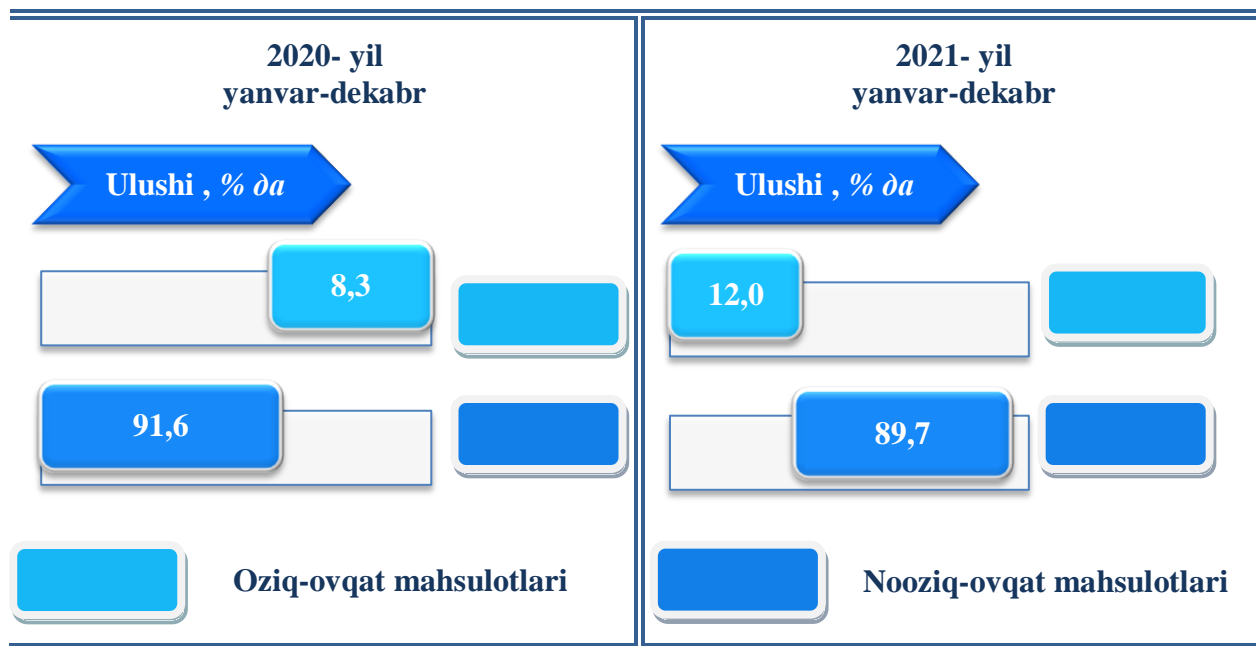 2020- yil
yanvar-dekabr
Ulushi , % да
8,3
91,6
Oziq-ovqat mahsulotlari
2021- yil
yanvar-dekabr
Ulushi , % да
12,0
89,7
Nooziq-ovqat mahsulotlari